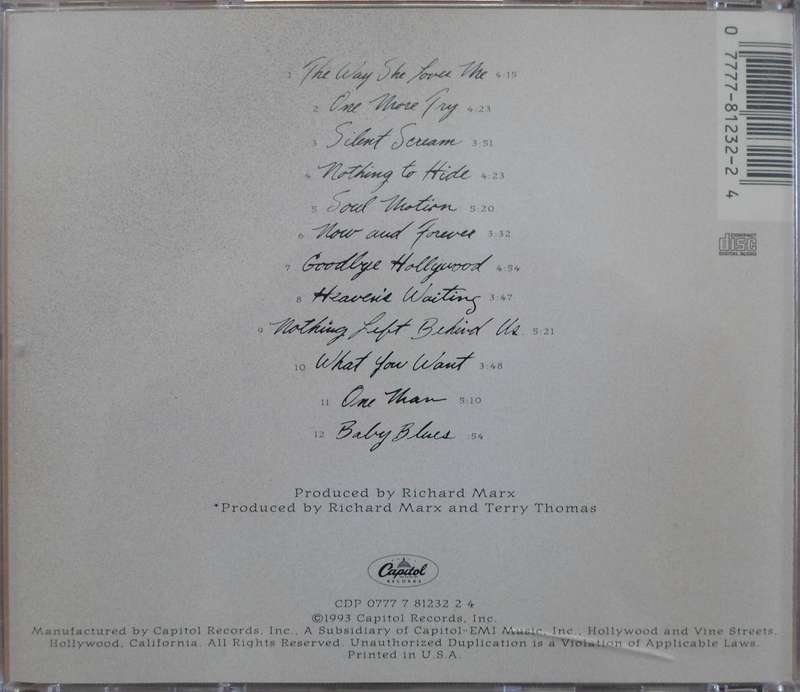 1 The Way She Loves Me 4:15
2 One More Try 4:23
3 Silent Scream 3:51
4 Nothing to Hide 4:23
5 Soul Motion 5:20
6 Now and Forever 3:32
7 Goodbye Hollywood 4:54
8 Heaven's Waiting 3:47
9 Nothing Left Behind Us 5:21
10 What You Want 3:48
11 One Man 5:10
12 Baby Blues :54
Produced by Richard Marx
*Produced by Richard Marx and Terry Thomas
Capitol
RECORDS
CDP 0777 7 81232 2 4
©1993 Capitol Records, Inc.
Manufactured by Capitol Records, Inc., A Subsidiary of Capitol-EMI Music, Inc., Hollywood and Vine Streets,
Hollywood, California. All Rights Reserved. Unauthorized Duplication is a Violation of Applicable Laws.
Printed in U.S.A.
0 7777-81232-2 4
COMPACT
disc
DIGITAL AUDIO